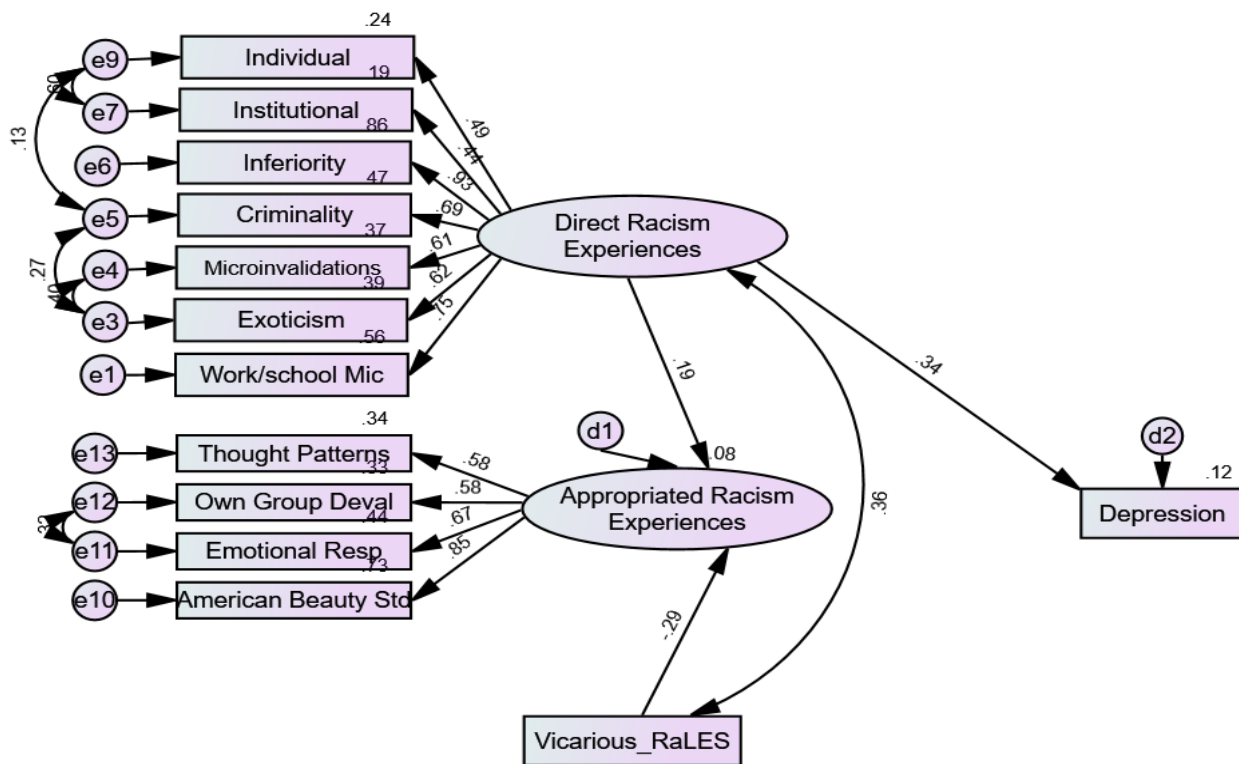 .24
e9
Individual
.19
.60
e7
Institutional
.86
.49
.44
.13
e6
Inferiority
.47
.93
e5
Criminality
.37
.69
Direct Racism
Experiences
.27
e4
Microinvalidations
.39
.61
.40
e3
Exoticism
.56
.62
.75
e1
Work/school Mic
.19
.34
.34
e13
Thought Patterns
.33
.58
d1
.08
d2
.12
e12
Own Group Deval
.44
.58
Appropriated Racism
Experiences
.36
Depression
.32
e11
Emotional Resp
.73
.67
.85
e10
American Beauty Std
-.29
Vicarious_RaLES